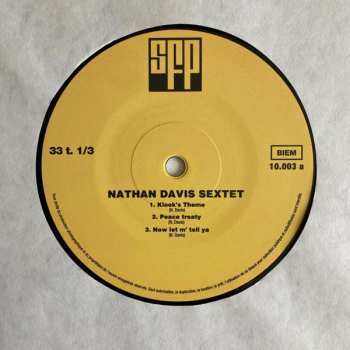 SFP
33 t. 1/3
BIEM
10.003 a
NATHAN DAVIS SEXTET
1. Klook's Theme
(N. Davis)
2. Peace treaty
(N. Davis)
3. Now let m' tell ya
(N. Davis)